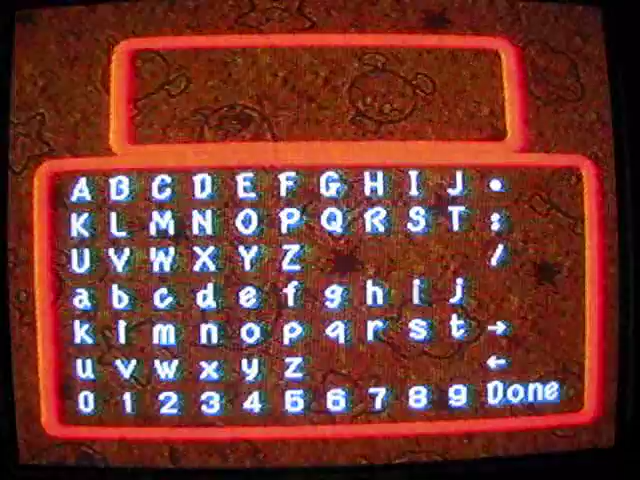 A B C D E F G H I J •
K L M N O P Q R S T :
U V W X Y Z /
a b c d e f g h i j
k l m n o p q r s t →
u v w x y z ←
0 1 2 3 4 5 6 7 8 9 Done